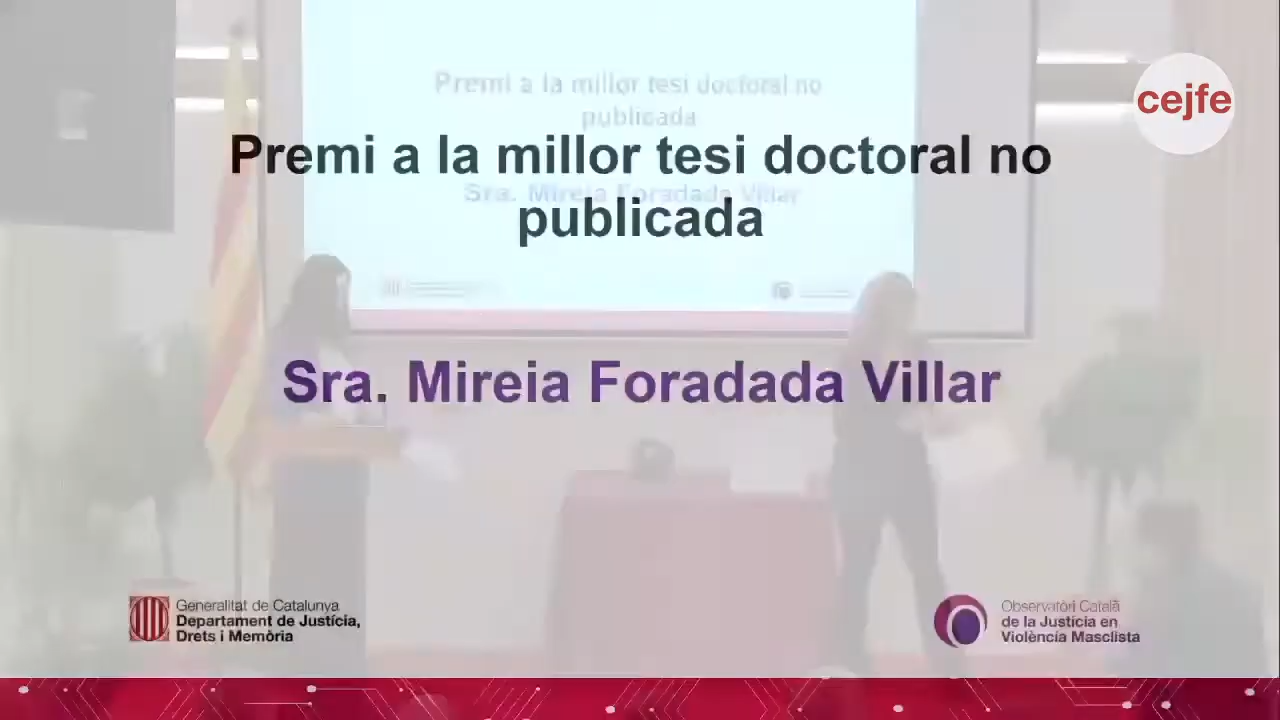 cejfe
Premi a la millor tesi doctoral no
publicada
Sra. Mireia Foradada Villar
Premi a la millor tesi doctoral no
publicada
Sra. Mireia Foradada Villar
Generalitat de Catalunya
Departament de Justícia,
Drets i Memòria
Observatori Català
de la Justícia en
Violència Masclista